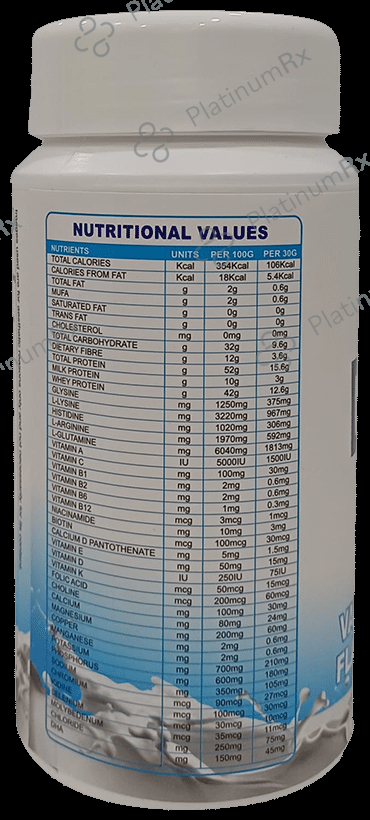 PlatinumRx
PlatinumRx
NUTRITIONAL VALUES
NUTRIENTS UNITS PER 100G PER 30G
TOTAL CALORIES Kcal 354Kcal 106Kcal
CALORIES FROM FAT Kcal 18Kcal 5.4Kcal
TOTAL FAT g 2g 0.6g
MUFA g 2g 0.6g
SATURATED FAT g 0g 0g
TRANS FAT g 0g 0g
CHOLESTEROL mg 0mg 0mg
TOTAL CARBOHYDRATE g 32g 9.6g
DIETARY FIBRE g 12g 3.6g
TOTAL PROTEIN g 52g 15.6g
MILK PROTEIN g 10g 3g
WHEY PROTEIN g 42g 12.6g
GLYSINE mg 1250mg 375mg
L-LYSINE mg 3220mg 967mg
HISTIDINE mg 1020mg 306mg
L-ARGININE mg 1970mg 592mg
L-GLUTAMINE mg 6040mg 1813mg
VITAMIN A IU 5000IU 1500IU
VITAMIN C mg 100mg 30mg
VITAMIN B1 mg 2mg 0.6mg
VITAMIN B2 mg 2mg 0.6mg
VITAMIN B6 mg 1mg 0.3mg
VITAMIN B12 mcg 3mcg 1mcg
NIACINAMIDE mg 10mg 3mg
BIOTIN mcg 100mcg 30mcg
CALCIUM D PANTOTHENATE mg 5mg 1.5mg
VITAMIN E mg 50mg 15mg
VITAMIN D IU 250IU 75IU
VITAMIN K mcg 50mcg 15mcg
FOLIC ACID mcg 200mcg 60mcg
CHOLINE mg 100mg 30mg
CALCIUM mg 80mg 24mg
MAGNESIUM mg 200mg 60mg
COPPER mg 2mg 0.6mg
MANGANESE mg 2mg 0.6mg
POTASSIUM mg 700mg 210mg
PHOSPHORUS mg 600mg 180mg
SODIUM mg 350mg 105mg
CHROMIUM mcg 90mcg 27mcg
IODINE mcg 100mcg 30mcg
SELENIUM mcg 30mcg 10mcg
MOLYBEDENUM mcg 35mcg 11mcg
CHLORIDE mg 250mg 75mg
DHA mg 150mg 45mg